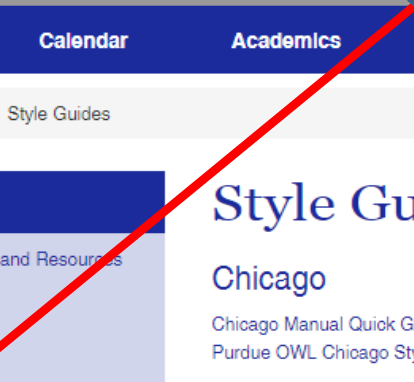 Calendar Academics
Style Guides
Style Gu
and Resources
Chicago
Chicago Manual Quick G
Purdue OWL Chicago Sty